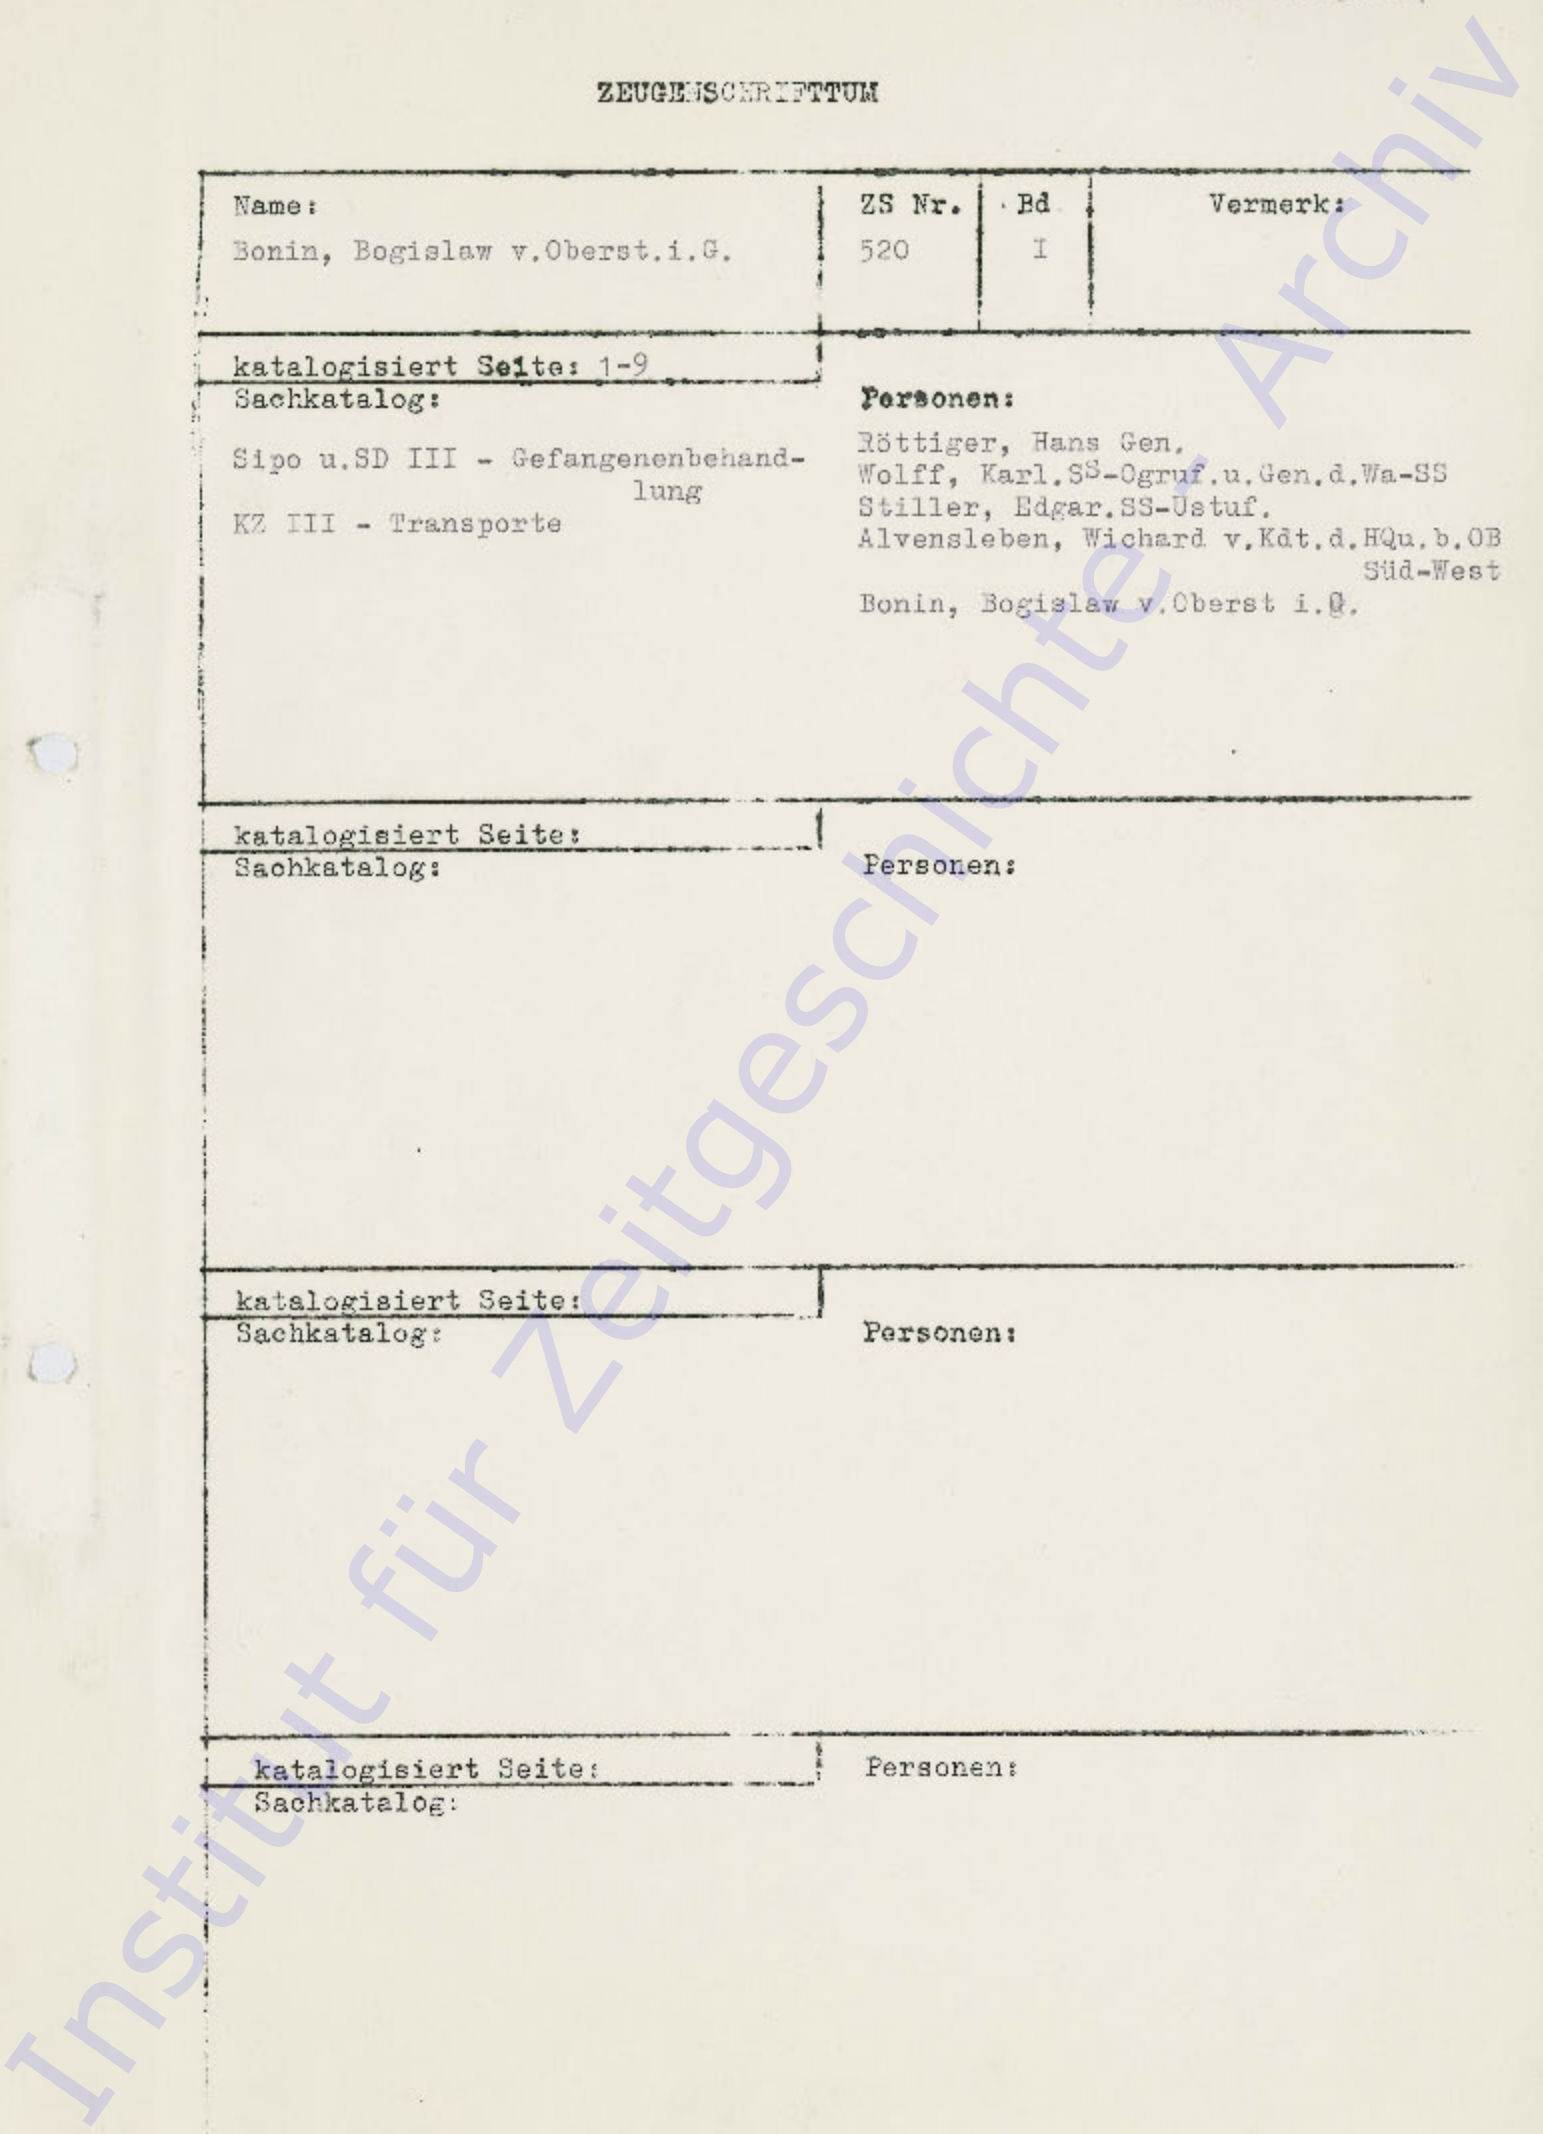 ZEUGENSCHRIFTTUM
Name: ZS Nr. Bd Vermerk:
Bonin, Bogislaw v.Oberst.i.G. 520 I
katalogisiert Seite: 1-9
Sachkatalog: Personen:
Röttiger, Hans Gen.
Sipo u.SD III - Gefangenenbehand-
lung
Wolff, Karl.SS-Ogruf.u.Gen.d.Wa-SS
Stiller, Edgar.SS-Ustuf.
KZ III - Transporte
Alvensleben, Wichard v.Kdt.d.HQu.b.OB
Süd-West
Bonin, Bogislaw v.Oberst i.G.
katalogisiert Seite:
Sachkatalog: Personen:
katalogisiert Seite:
Sachkatalog: Personen:
katalogisiert Seite: Personen:
Sachkatalog:
Institut für Zeitgeschichte - Archiv